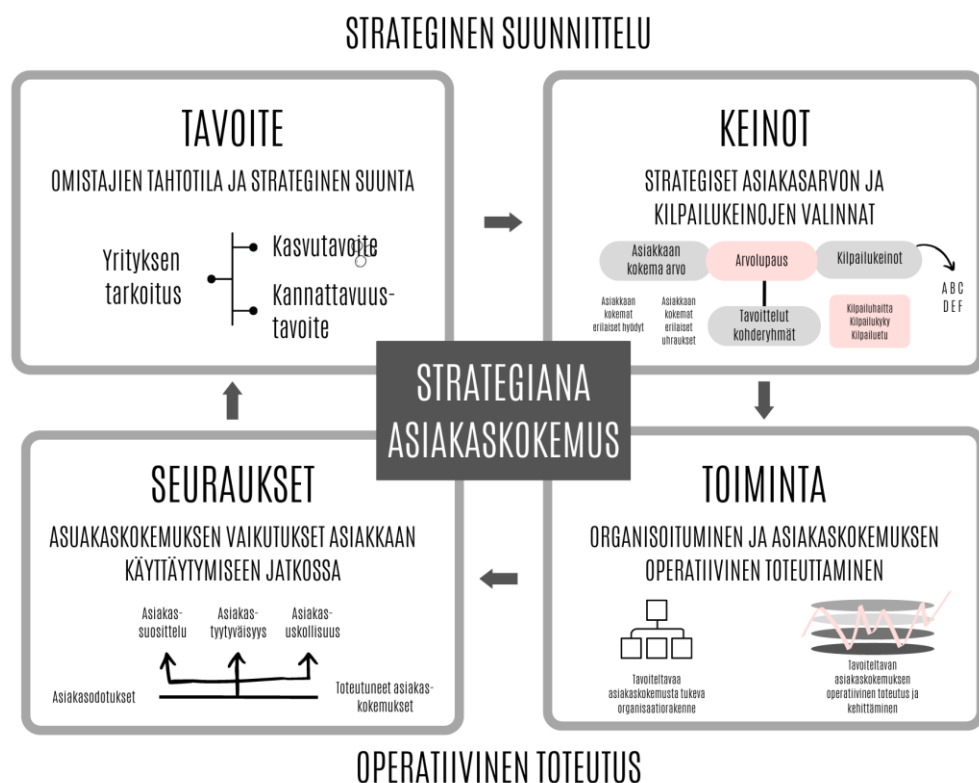 STRATEGINEN SUUNNITTELU
TAVOITE
OMISTAJIEN TAHTOTILA JA STRATEGINEN SUUNTA
Yrityksen
tarkoitus
Kasvutavoite
Kannattavuus-
tavoite
KEINOT
STRATEGISET ASIAKASARVON JA
KILPAILUKEINOJEN VALINNAT
Asiakkaan
kokema arvo
Arvolupaus
Kilpailukeinot
A B C
D E F
Asiakkaan
kokemat
erilaiset hyödyt
Asiakkaan
kokemat
erilaiset
uhraukset
Tavoittelut
kohderyhmät
Kilpailuhaitta
Kilpailukyky
Kilpailuetu
STRATEGIANA
ASIAKASKOKEMUS
SEURAUKSET
ASUAKASKOKEMUKSEN VAIKUTUKSET ASIAKKAAN
KÄYTTÄYTYMISEEN JATKOSSA
Asiakas-
suosittelu
Asiakas-
tyytyväisyys
Asiakas-
uskollisuus
Asiakasodotukset
Toteutuneet asiakas-
kokemukset
TOIMINTA
ORGANISOITUMINEN JA ASIAKASKOKEMUKSEN
OPERATIIVINEN TOTEUTTAMINEN
Tavoiteltavaa
asiakaskokemusta tukeva
organisaatiorakenne
Tavoiteltavan
asiakaskokemuksen
operatiivinen toteutus ja
kehittäminen
OPERATIIVINEN TOTEUTUS